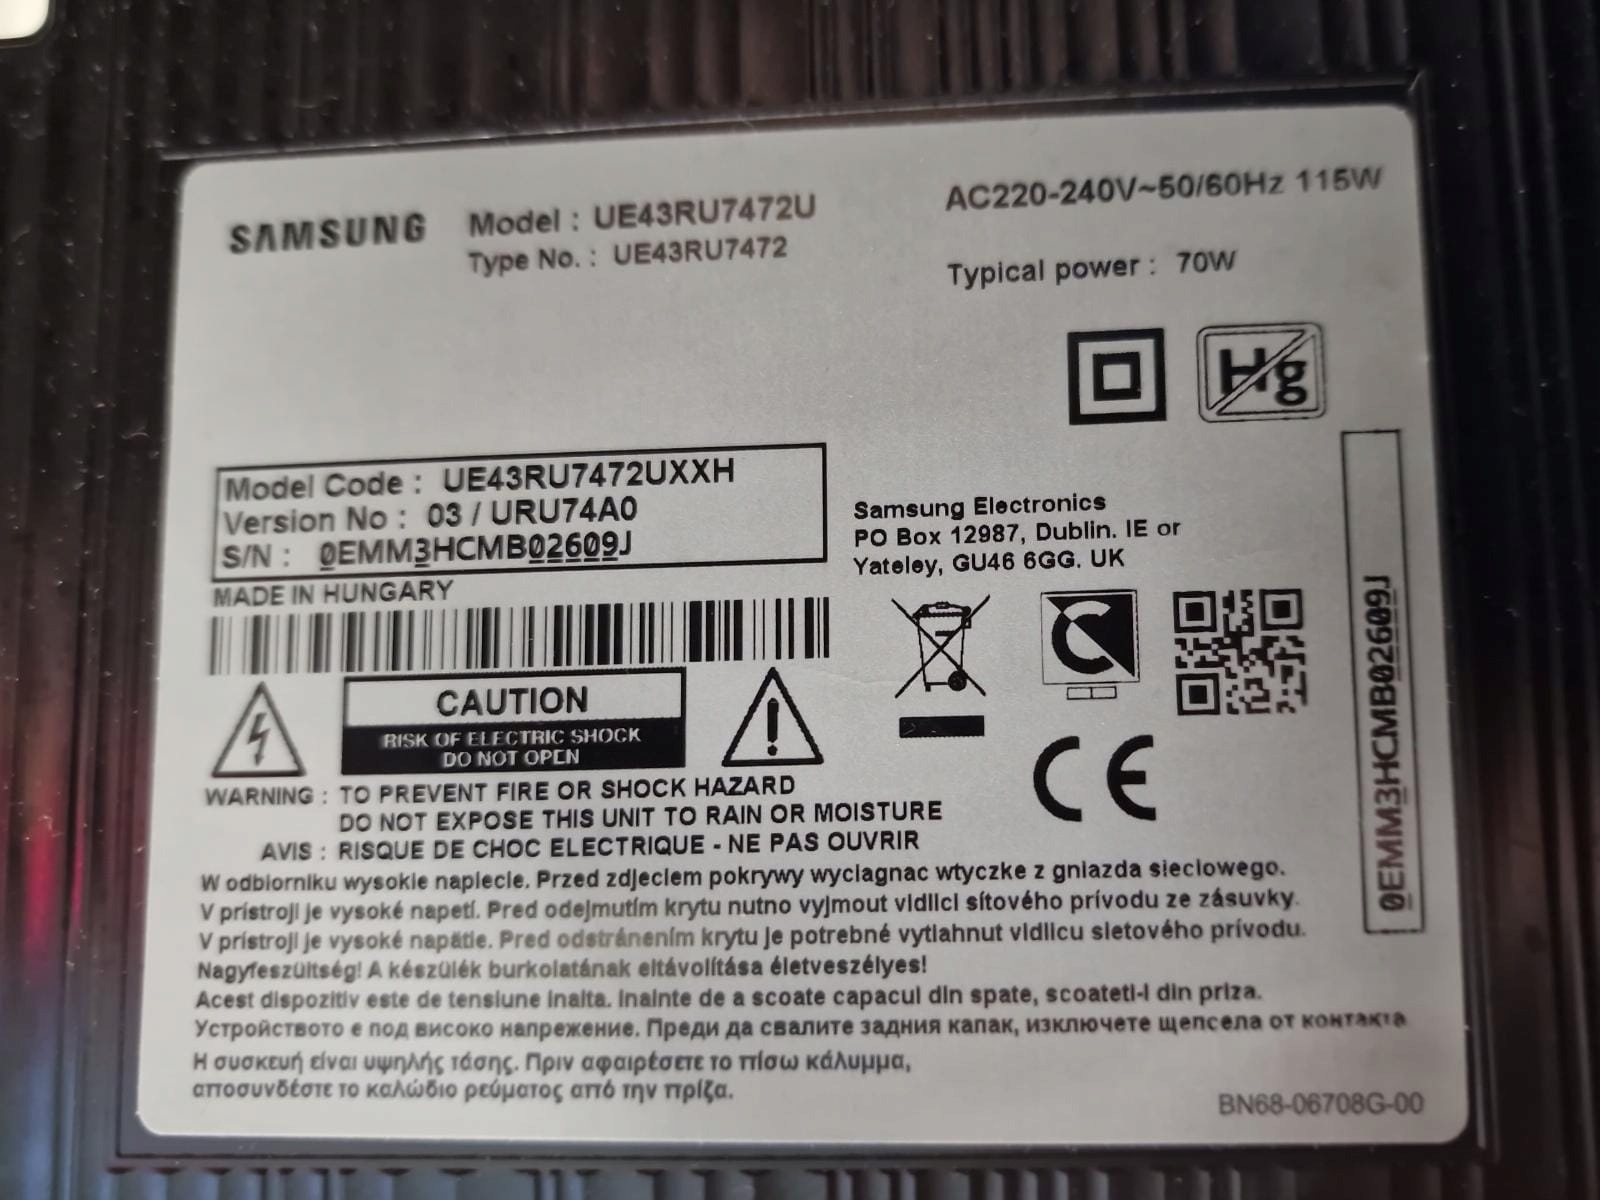 SAMSUNG
Model : UE43RU7472U
Type No. : UE43RU7472
AC220-240V~50/60Hz 115W
Typical power : 70W
Hg
Model Code : UE43RU7472UXXH
Version No : 03 / URU74A0
S/N : 0EMM3HCMB02609J
MADE IN HUNGARY
Samsung Electronics
PO Box 12987, Dublin. IE or
Yateley, GU46 6GG. UK
C
CE
0EMM3HCMB02609J
CAUTION
RISK OF ELECTRIC SHOCK
DO NOT OPEN
WARNING : TO PREVENT FIRE OR SHOCK HAZARD
DO NOT EXPOSE THIS UNIT TO RAIN OR MOISTURE
AVIS : RISQUE DE CHOC ELECTRIQUE - NE PAS OUVRIR
W odbiorniku wysokie napiecie. Przed zdjeciem pokrywy wyciagnac wtyczke z gniazda sieciowego.
V prístroji je vysoké napetí. Pred odejmutím krytu nutno vyjmout vidlici sítového prívodu ze zásuvky.
V prístroji je vysoké napätie. Pred odstránením krytu je potrebné vytiahnut vidlicu sietového prívodu.
Nagyfeszültség! A készülék burkolatának eltávolítása életveszélyes!
Acest dispozitiv este de tensiune inalta. Inainte de a scoate capacul din spate, scoateti-l din priza.
Устройството е под високо напрежение. Преди да свалите задния капак, изключете щепсела от контакта
Η συσκευή είναι υψηλής τάσης. Πριν αφαιρέσετε το πίσω κάλυμμα,
αποσυνδέστε το καλώδιο ρεύματος από την πρίζα.
BN68-06708G-00